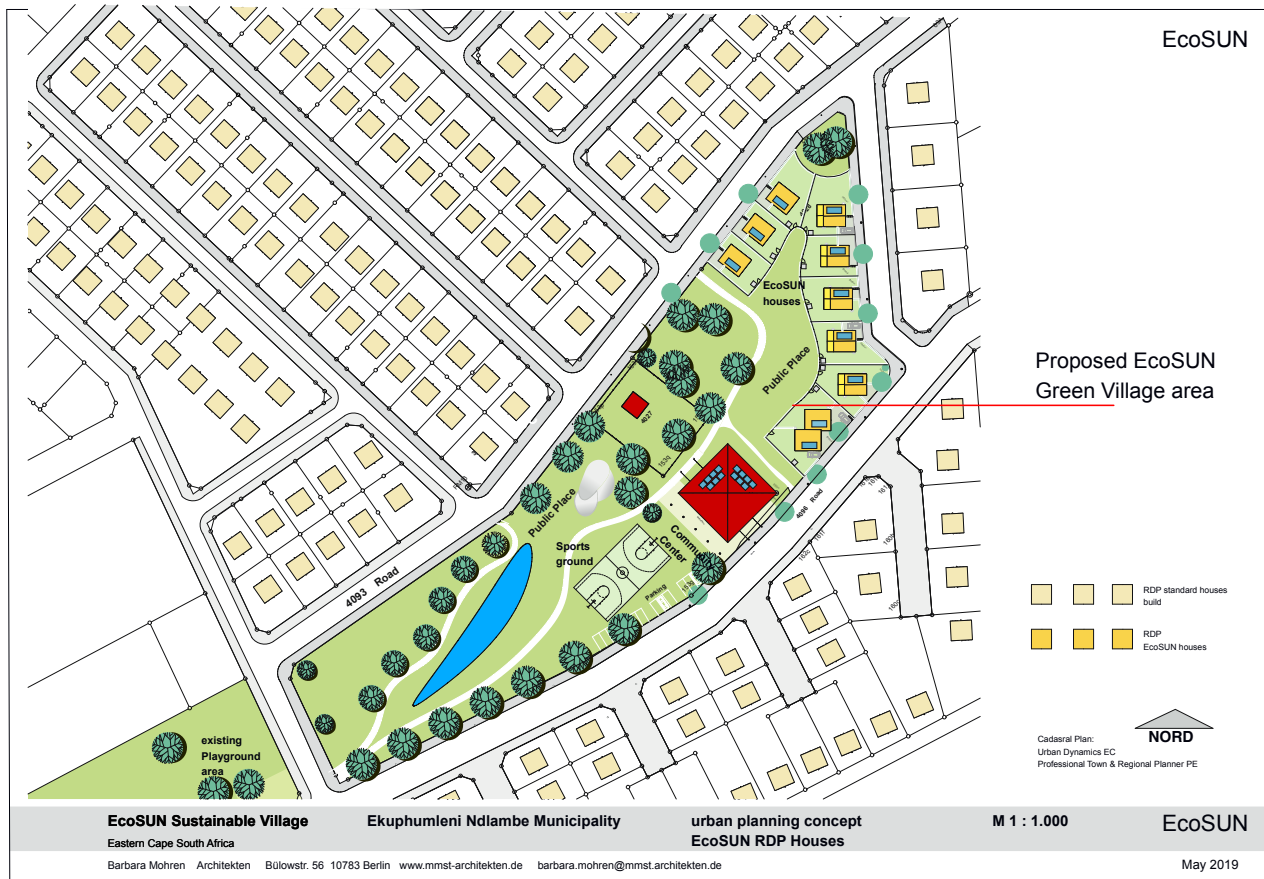 EcoSUN
EcoSUN
houses
Public Place
Proposed EcoSUN
Green Village area
4027
Public Place
Sports
ground
Center
Parking
4096 Road
4093 Road
RDP standard houses
build
RDP
EcoSUN houses
existing
Playground
area
NORD
Cadasral Plan:
Urban Dynamics EC
Professional Town & Regional Planner PE
EcoSUN Sustainable Village
Eastern Cape South Africa
Ekuphumleni Ndlambe Municipality
urban planning concept
EcoSUN RDP Houses
M 1 : 1.000
EcoSUN
Barbara Mohren Architekten Bülowstr. 56 10783 Berlin www.mmst-architekten.de barbara.mohren@mmst.architekten.de
May 2019